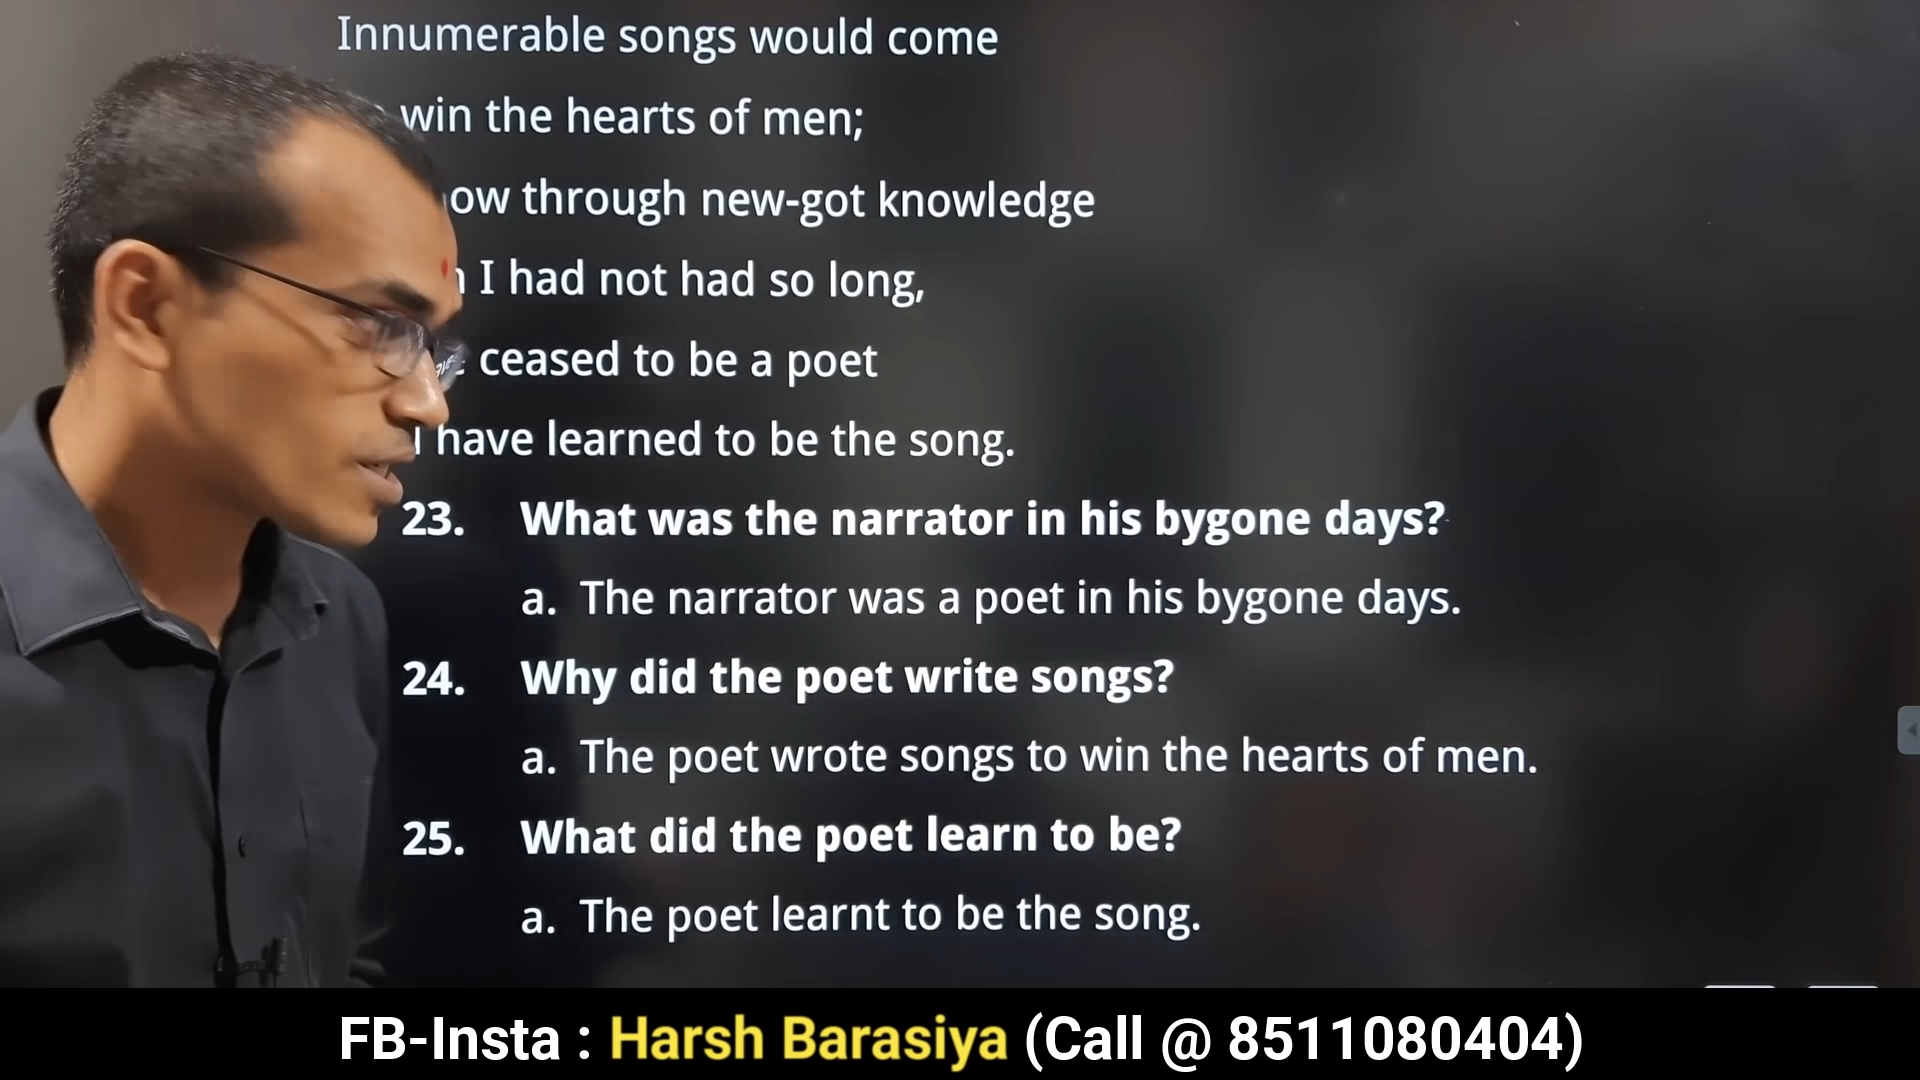 Innumerable songs would come
win the hearts of men;
through new-got knowledge
I had not had so long,
ceased to be a poet
have learned to be the song.
23. What was the narrator in his bygone days?
a. The narrator was a poet in his bygone days.
24. Why did the poet write songs?
a. The poet wrote songs to win the hearts of men.
25. What did the poet learn to be?
a. The poet learnt to be the song.
FB-Insta : Harsh Barasiya (Call @ 8511080404)